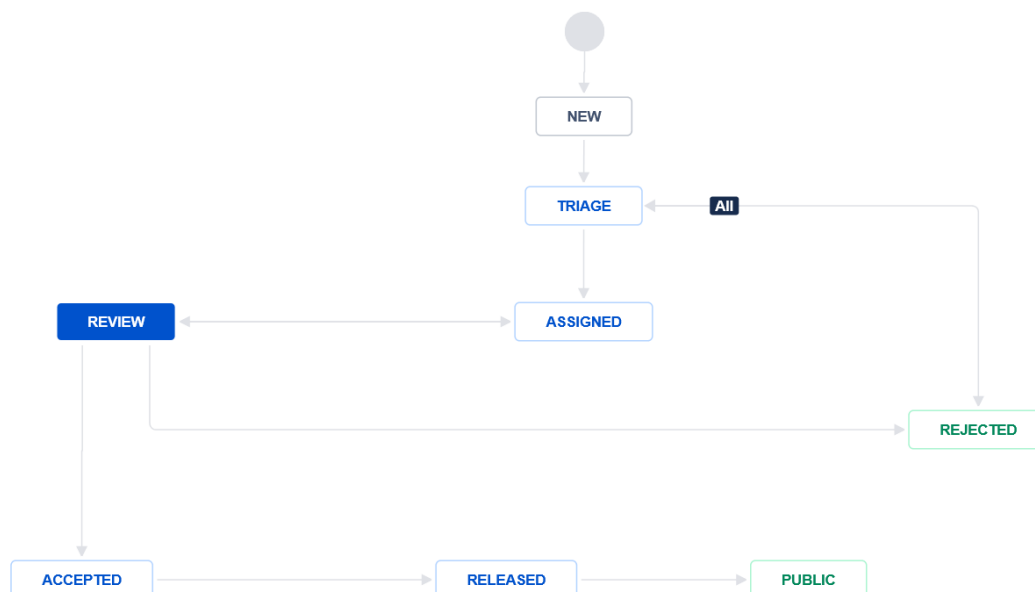 NEW
TRIAGE
All
REVIEW
ASSIGNED
REJECTED
ACCEPTED
RELEASED
PUBLIC